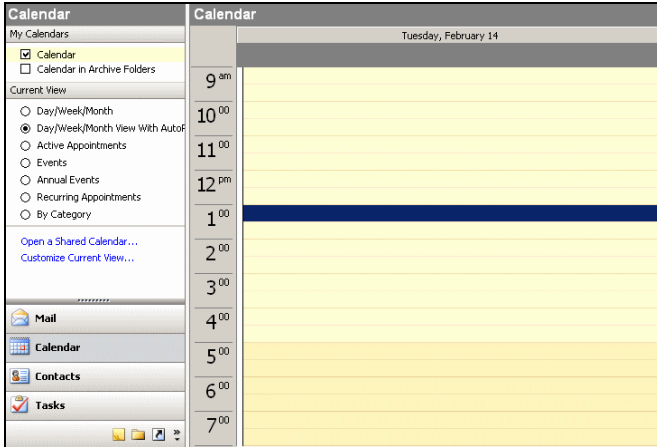 Calendar
My Calendars
Calendar
Calendar in Archive Folders
Current View
Day/Week/Month
Day/Week/Month View With AutoP
Active Appointments
Events
Annual Events
Recurring Appointments
By Category
Open a Shared Calendar...
Customize Current View...
Mail
Calendar
Contacts
Tasks
Calendar
Tuesday, February 14
9 am
10 00
11 00
12 pm
1 00
2 00
3 00
4 00
5 00
6 00
7 00